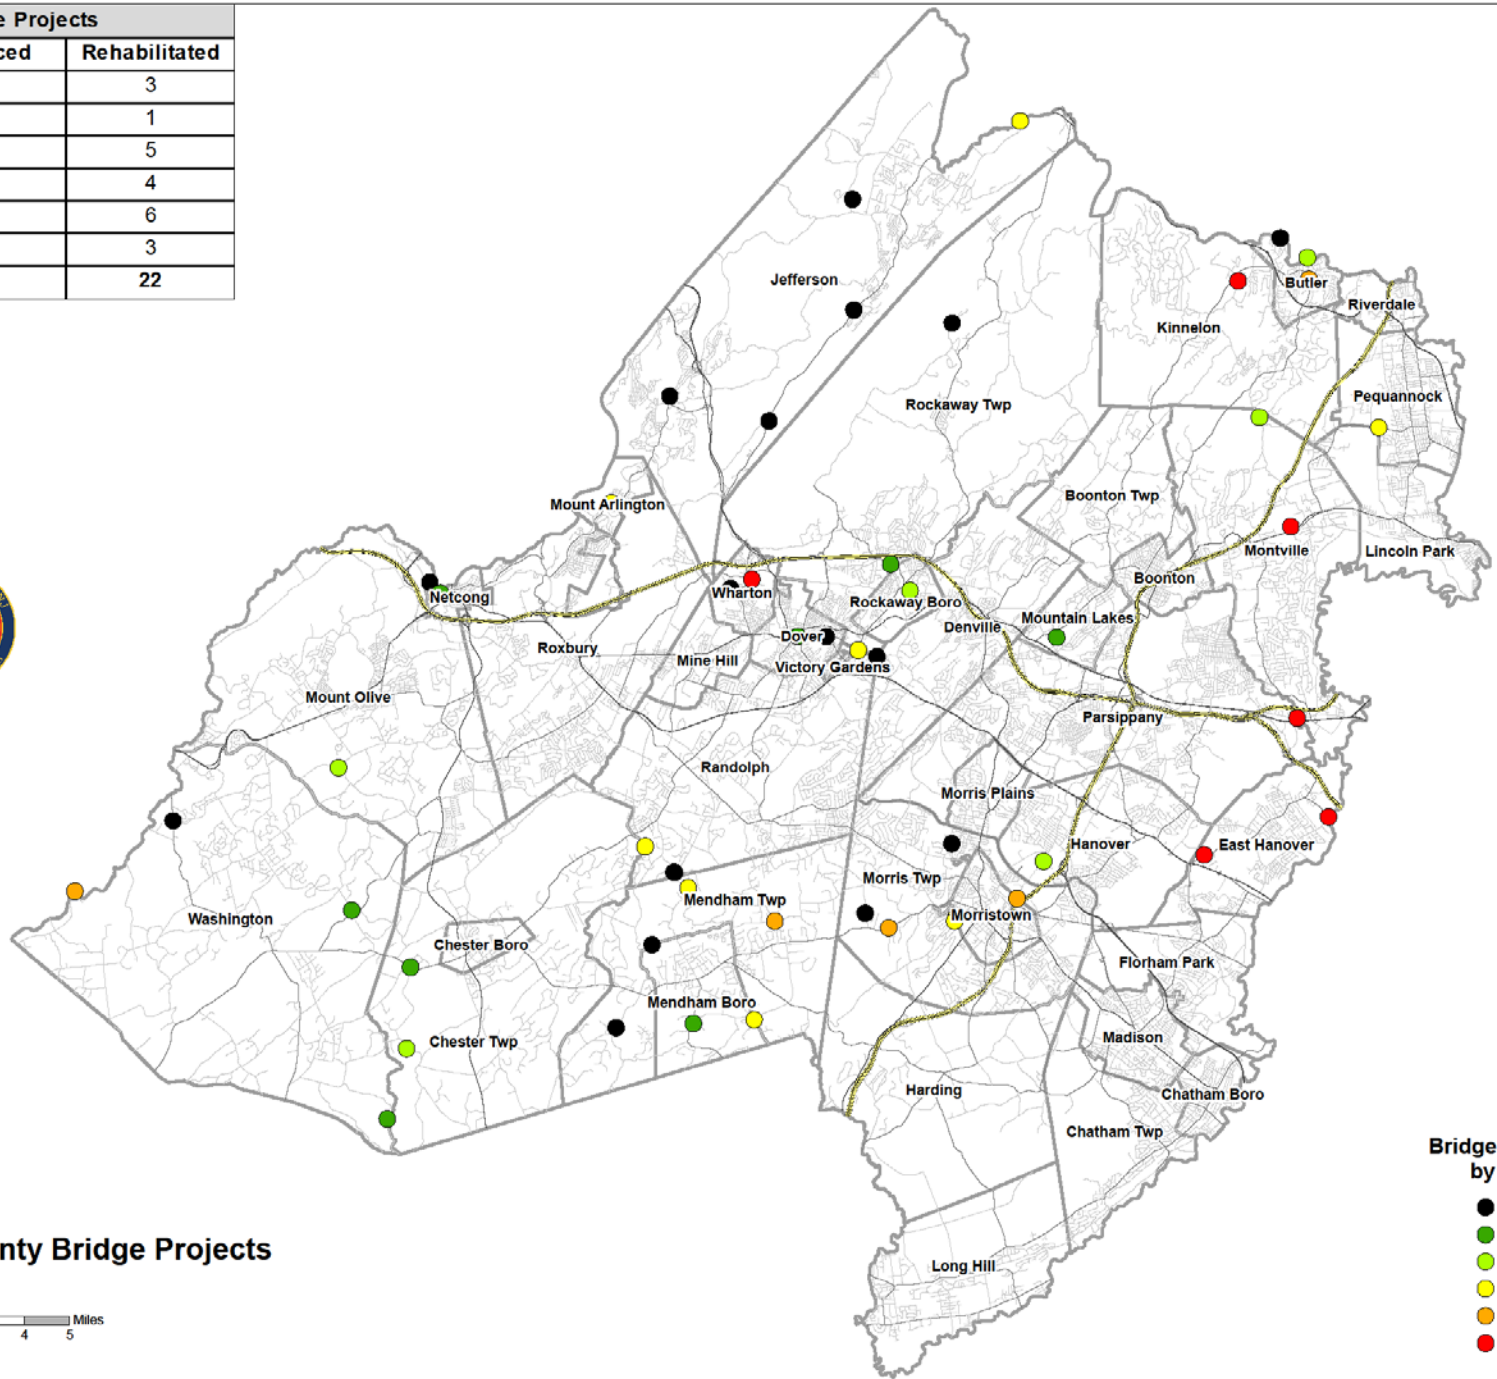 e Projects
ced Rehabilitated
3
1
5
4
6
3
22
Jefferson
Butler
Riverdale
Kinnelon
Pequannock
Rockaway Twp
Boonton Twp
Mount Arlington
Montville
Lincoln Park
Boonton
Wharton
Netcong
Rockaway Boro
Mountain Lakes
Denville
Dover
Roxbury
Mine Hill
Victory Gardens
Mount Olive
Parsippany
Randolph
Morris Plains
Hanover
East Hanover
Morris Twp
Mendham Twp
Washington
Morristown
Chester Boro
Florham Park
Mendham Boro
Chester Twp
Madison
Harding
Chatham Boro
Chatham Twp
Bridge
by
nty Bridge Projects
Long Hill
Miles
4 5